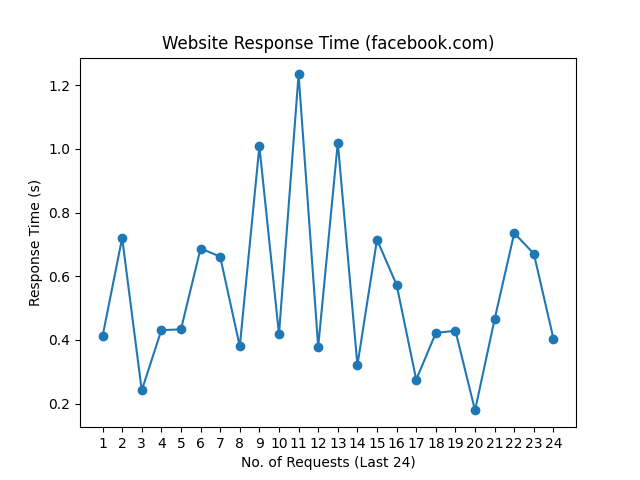 Website Response Time (facebook.com)
Response Time (s)
1.2
1.0
0.8
0.6
0.4
0.2
1 2 3 4 5 6 7 8 9 10 11 12 13 14 15 16 17 18 19 20 21 22 23 24
No. of Requests (Last 24)